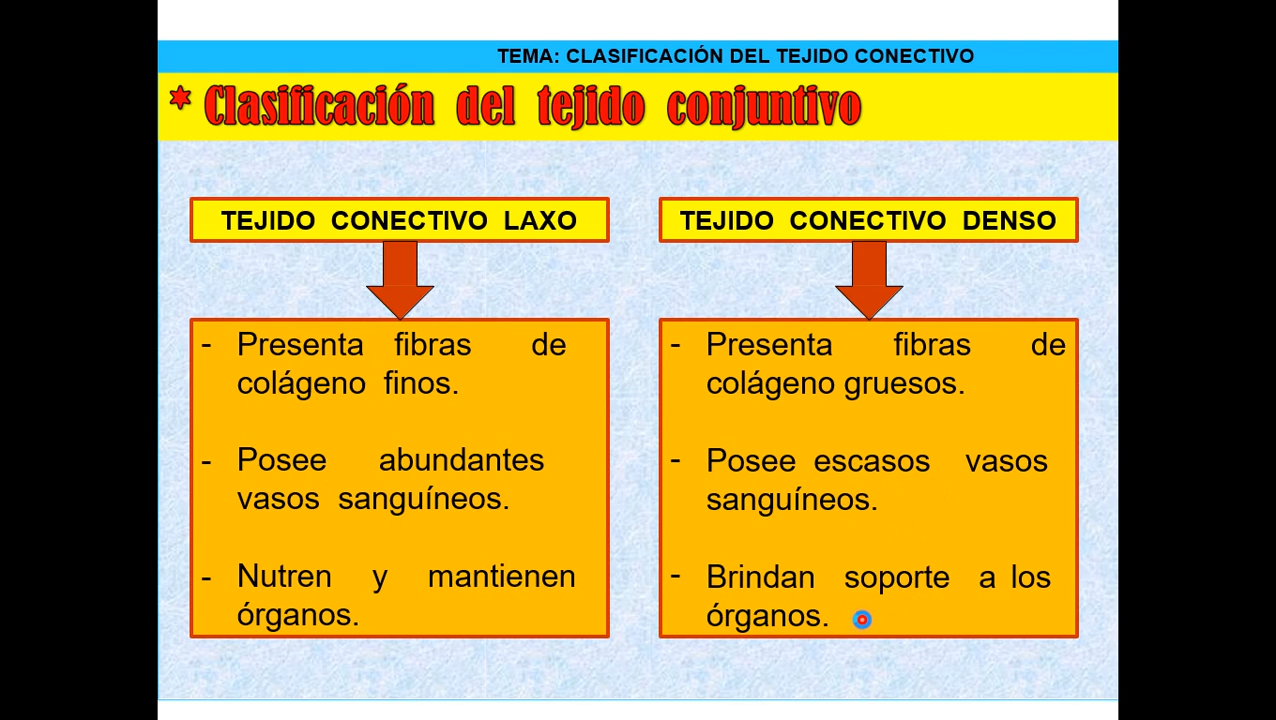 TEMA: CLASIFICACIÓN DEL TEJIDO CONECTIVO
* Clasificación del tejido conjuntivo
TEJIDO CONECTIVO LAXO
- Presenta fibras de
colágeno finos.
- Posee abundantes
vasos sanguíneos.
- Nutren y mantienen
órganos.
TEJIDO CONECTIVO DENSO
- Presenta fibras de
colágeno gruesos.
- Posee escasos vasos
sanguíneos.
- Brindan soporte a los
órganos.